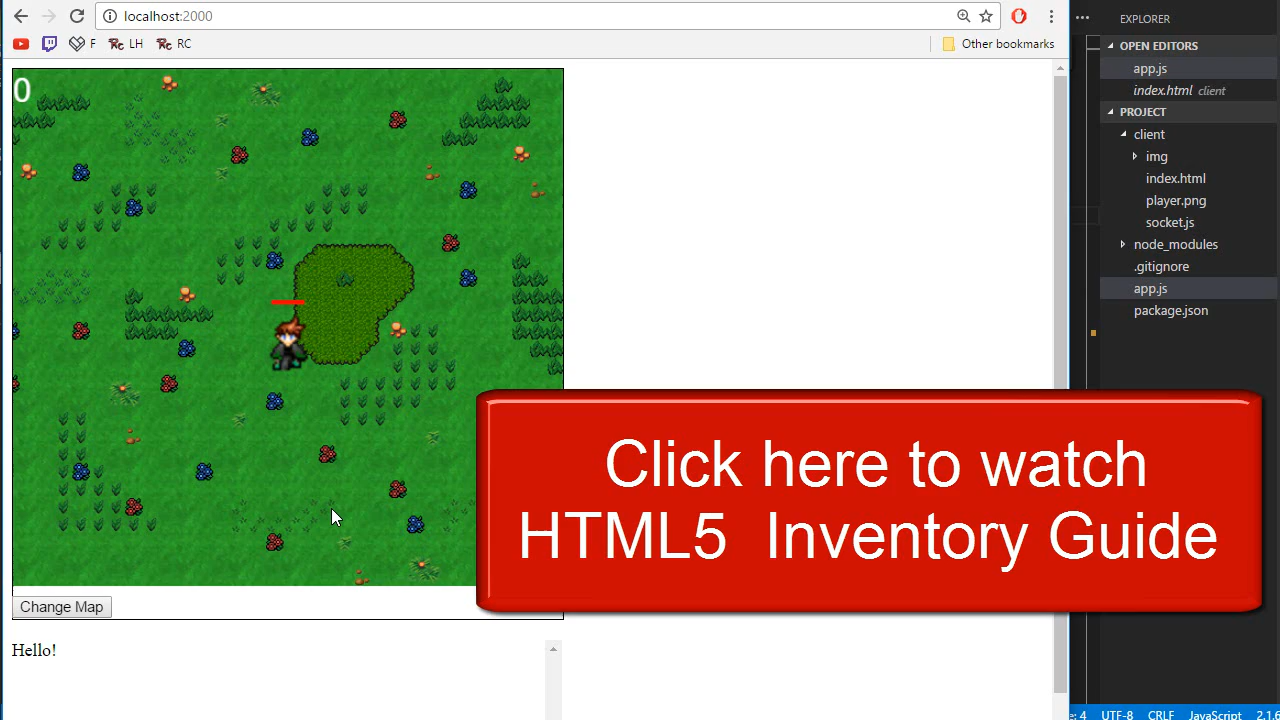 localhost:2000
F
LH
RC
Other bookmarks
0
Change Map
Hello!
Click here to watch
HTML5 Inventory Guide
EXPLORER
OPEN EDITORS
app.js
index.html client
PROJECT
client
img
index.html
player.png
socket.js
node_modules
.gitignore
app.js
package.json
UTF-8 CRLF JavaScript